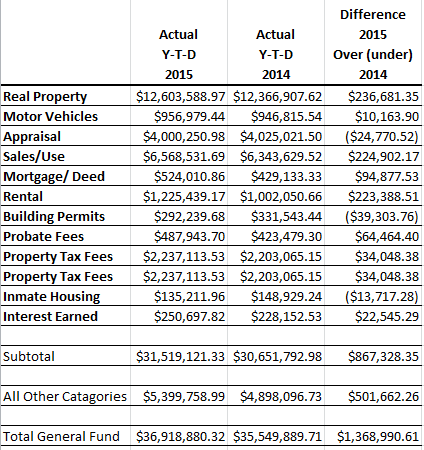 Difference
Actual Actual 2015
Y-T-D Y-T-D Over (under)
2015 2014 2014
Real Property $12,603,588.97 $12,366,907.62 $236,681.35
Motor Vehicles $956,979.44 $946,815.54 $10,163.90
Appraisal $4,000,250.98 $4,025,021.50 ($24,770.52)
Sales/Use $6,568,531.69 $6,343,629.52 $224,902.17
Mortgage/ Deed $524,010.86 $429,133.33 $94,877.53
Rental $1,225,439.17 $1,002,050.66 $223,388.51
Building Permits $292,239.68 $331,543.44 ($39,303.76)
Probate Fees $487,943.70 $423,479.30 $64,464.40
Property Tax Fees $2,237,113.53 $2,203,065.15 $34,048.38
Property Tax Fees $2,237,113.53 $2,203,065.15 $34,048.38
Inmate Housing $135,211.96 $148,929.24 ($13,717.28)
Interest Earned $250,697.82 $228,152.53 $22,545.29
Subtotal $31,519,121.33 $30,651,792.98 $867,328.35
All Other Catagories $5,399,758.99 $4,898,096.73 $501,662.26
Total General Fund $36,918,880.32 $35,549,889.71 $1,368,990.61